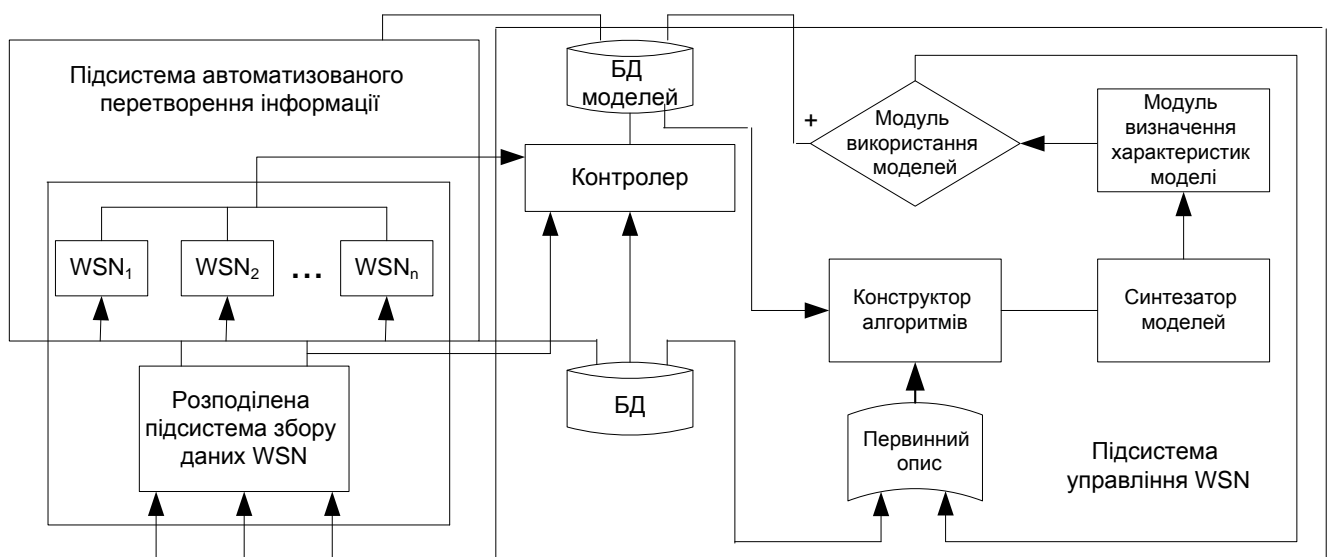 Підсистема автоматизованого
перетворення інформації
БД
моделей
Контролер
+
Модуль
використання
моделей
Модуль
визначення
характеристик
моделі
WSN1
WSN2
...
WSNn
Конструктор
алгоритмів
Синтезатор
моделей
Розподілена
підсистема збору
даних WSN
БД
Первинний
опис
Підсистема
управління WSN